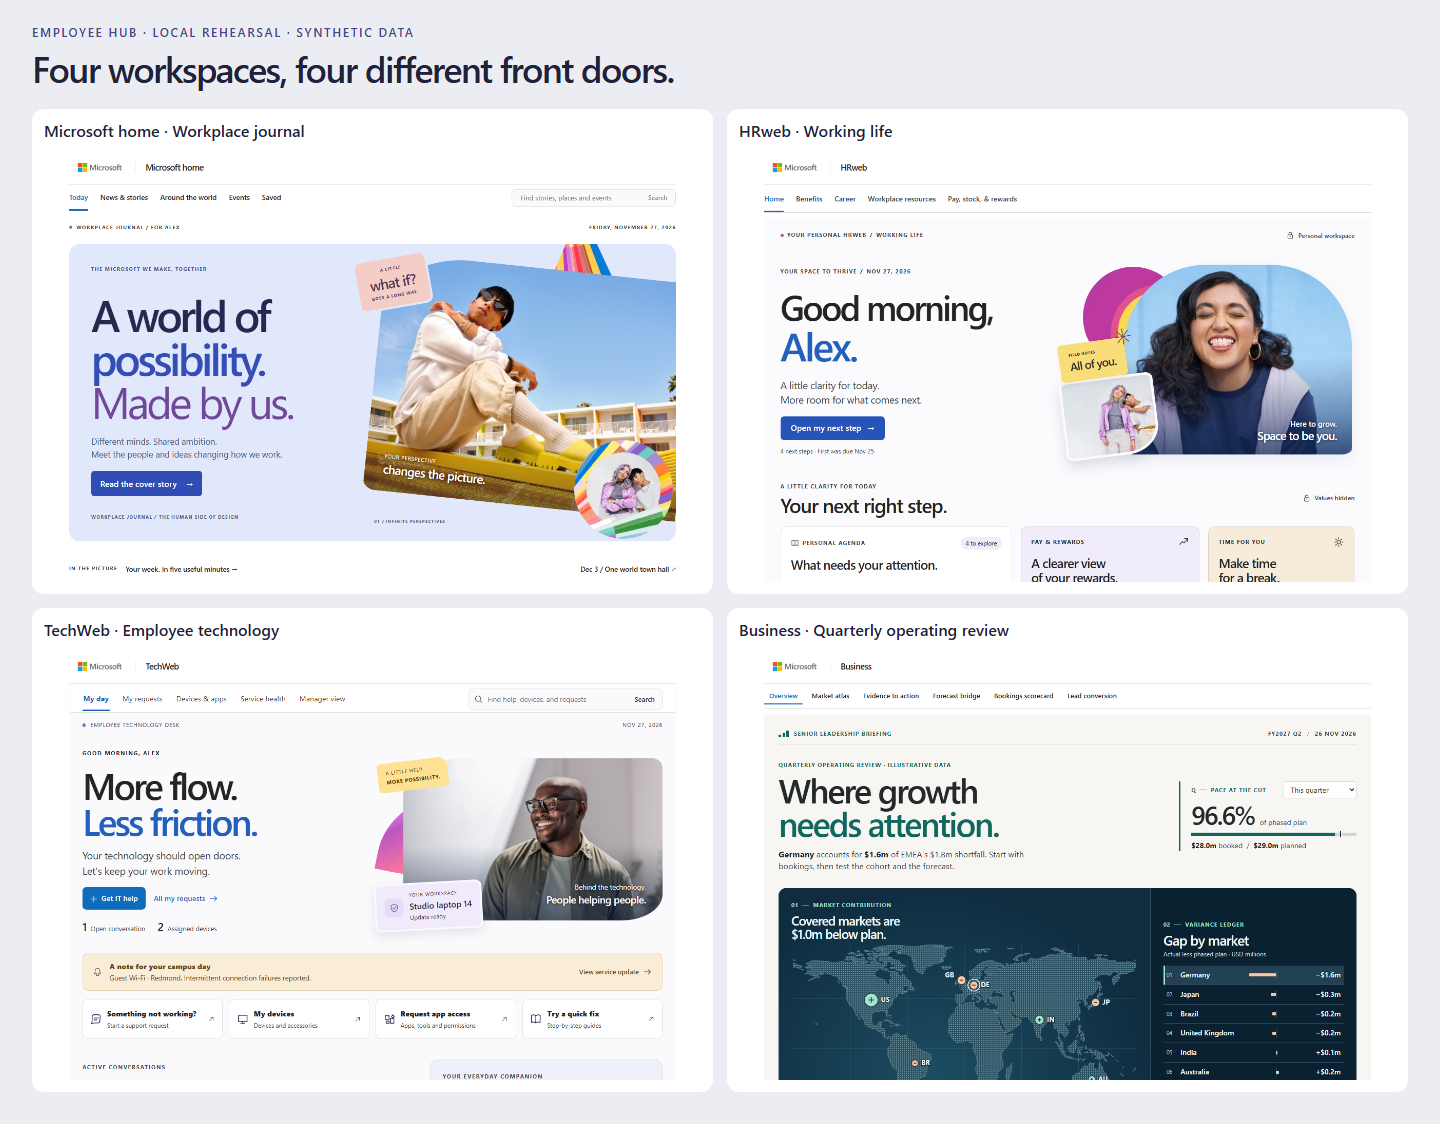 EMPLOYEE HUB · LOCAL REHEARSAL · SYNTHETIC DATA
Four workspaces, four different front doors.
Microsoft home · Workplace journal
Microsoft
Microsoft home
Today
News & stories
Around the world
Events
Saved
Find stories, places and events
Search
WORKPLACE JOURNAL / FOR ALEX
FRIDAY, NOVEMBER 27, 2026
THE MICROSOFT WE MAKE, TOGETHER
A world of
possibility.
Made by us.
Different minds. Shared ambition.
Meet the people and ideas changing how we work.
Read the cover story →
WORKPLACE JOURNAL / THE HUMAN SIDE OF DESIGN
A LITTLE
what if?
GOES A LONG WAY.
YOUR PERSPECTIVE
changes the picture.
01 / INFINITE PERSPECTIVES
IN THE PICTURE
Your week, in five useful minutes →
Dec 3 / One world town hall ↗
HRweb · Working life
Microsoft
HRweb
Home
Benefits
Career
Workplace resources
Pay, stock, & rewards
YOUR PERSONAL HRWEB / WORKING LIFE
Personal workspace
YOUR SPACE TO THRIVE / NOV 27, 2026
Good morning,
Alex.
A little clarity for today.
More room for what comes next.
Open my next step →
4 next steps · First was due Nov 25
FIELD NOTES
All of you.
Here to grow.
Space to be you.
A LITTLE CLARITY FOR TODAY
Your next right step.
Values hidden
PERSONAL AGENDA
4 to explore
What needs your attention.
PAY & REWARDS
A clearer view
of your rewards.
TIME FOR YOU
Make time
for a break.
TechWeb · Employee technology
Microsoft
TechWeb
My day
My requests
Devices & apps
Service health
Manager view
Find help, devices, and requests
Search
EMPLOYEE TECHNOLOGY DESK
NOV 27, 2026
GOOD MORNING, ALEX
More flow.
Less friction.
Your technology should open doors.
Let's keep your work moving.
+ Get IT help
All my requests →
1 Open conversation
2 Assigned devices
A LITTLE HELP.
MORE POSSIBILITY.
YOUR WORKSPACE
Studio laptop 14
Update ready
Behind the technology.
People helping people.
A note for your campus day
Guest Wi-Fi · Redmond. Intermittent connection failures reported.
View service update →
Something not working?
Start a support request
My devices
Devices and accessories
Request app access
Apps, tools and permissions
Try a quick fix
Step-by-step guides
ACTIVE CONVERSATIONS
YOUR EVERYDAY COMPANION
Business · Quarterly operating review
Microsoft
Business
Overview
Market atlas
Evidence to action
Forecast bridge
Bookings scorecard
Lead conversion
SENIOR LEADERSHIP BRIEFING
FY2027 Q2 / 26 NOV 2026
QUARTERLY OPERATING REVIEW · ILLUSTRATIVE DATA
Where growth
needs attention.
Germany accounts for $1.6m of EMEA's $1.8m shortfall. Start with
bookings, then test the cohort and the forecast.
Q — PACE AT THE CUT
This quarter
96.6% of phased plan
$28.0m booked / $29.0m planned
01 — MARKET CONTRIBUTION
Covered markets are
$1.0m below plan.
GB
DE
US
JP
IN
BR
AU
02 — VARIANCE LEDGER
Gap by market
Actual less phased plan · USD millions
01 Germany −$1.6m
02 Japan −$0.3m
03 Brazil −$0.2m
04 United Kingdom −$0.2m
05 India +$0.1m
06 Australia +$0.2m